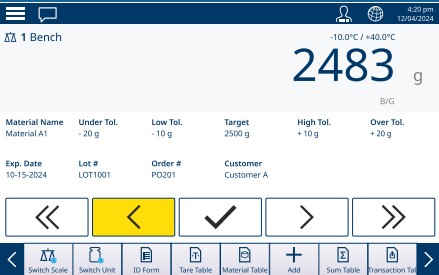 4:20 pm
12/04/2024
1 Bench
-10.0°C / +40.0°C
2483 g
B/G
Material Name Under Tol. Low Tol. Target High Tol. Over Tol.
Material A1 - 20 g - 10 g 2500 g + 10 g + 20 g
Exp. Date Lot # Order # Customer
10-15-2024 LOT1001 PO201 Customer A
Switch Scale Switch Unit ID Form Tare Table Material Table Add Sum Table Transaction Tab